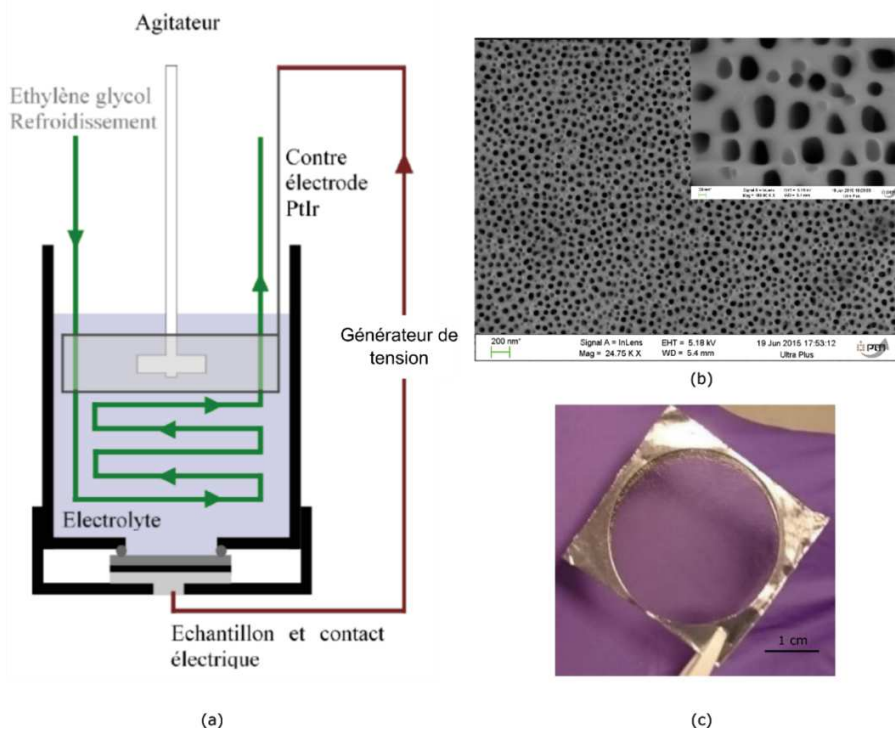 Agitateur
Ethylène glycol
Refroidissement
Contre
électrode
PtIr
Générateur de
tension
Electrolyte
Echantillon et contact
électrique
(a)
200 nm*
Signal A = InLens
Mag = 24.75 K X
EHT = 5.18 kV
WD = 5.4 mm
19 Jun 2015 17:53:12
Ultra Plus
(b)
1 cm
(c)